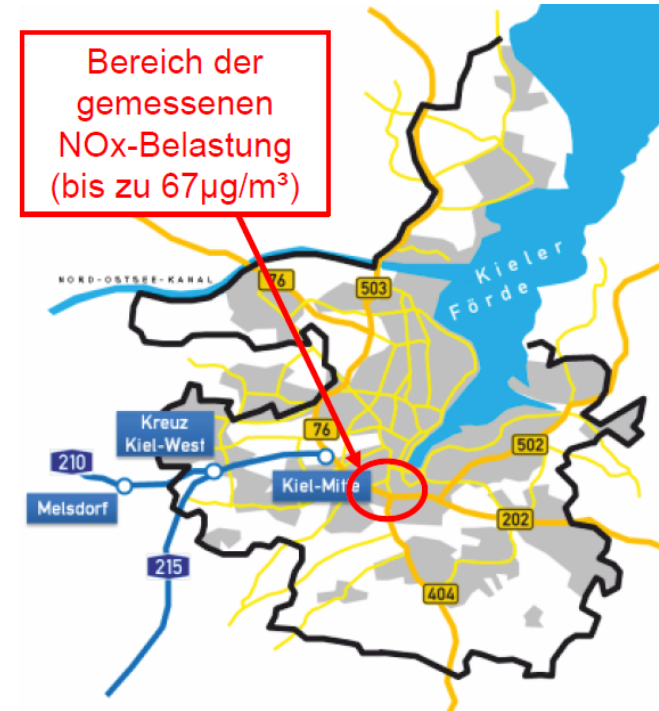 Bereich der
gemessenen
NOx-Belastung
(bis zu 67µg/m³)
NORD-OSTSEE-KANAL
76
503
Kieler
Förde
Kreuz
Kiel-West
76
502
210
Kiel-Mitte
Melsdorf
202
215
404